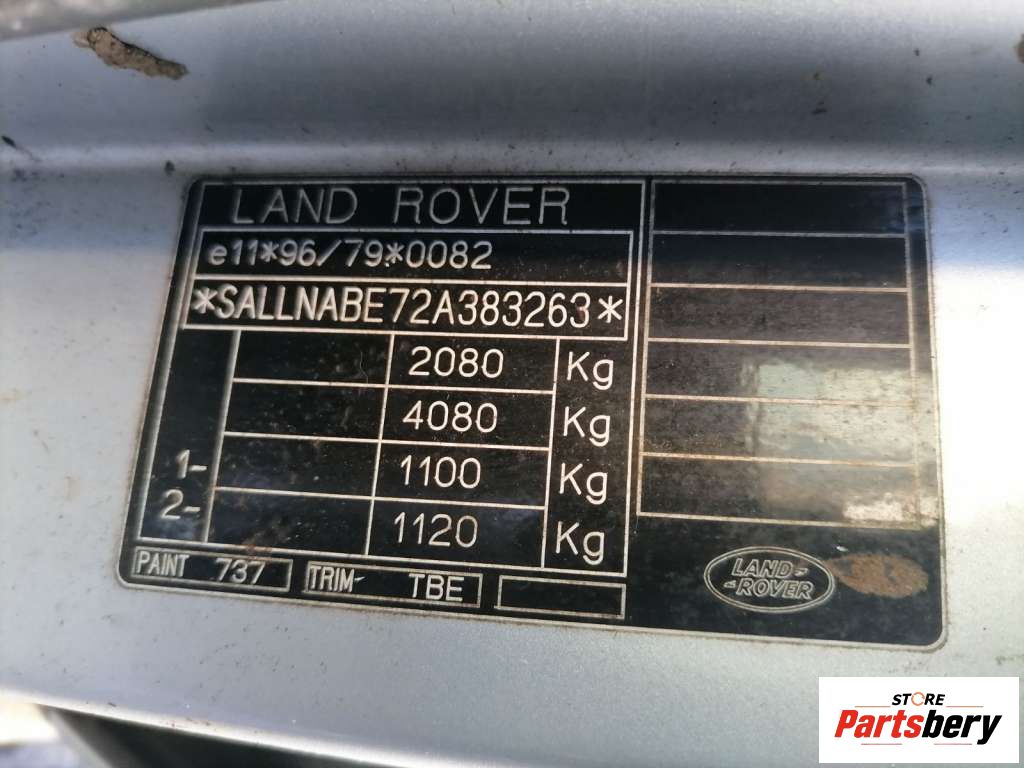 LAND ROVER
e11*96/79*0082
*SALLNABE72A383263*
2080 Kg
4080 Kg
1- 1100 Kg
2- 1120 Kg
PAINT 737 TRIM- TBE
LAND-
-ROVER
STORE
Partsbery